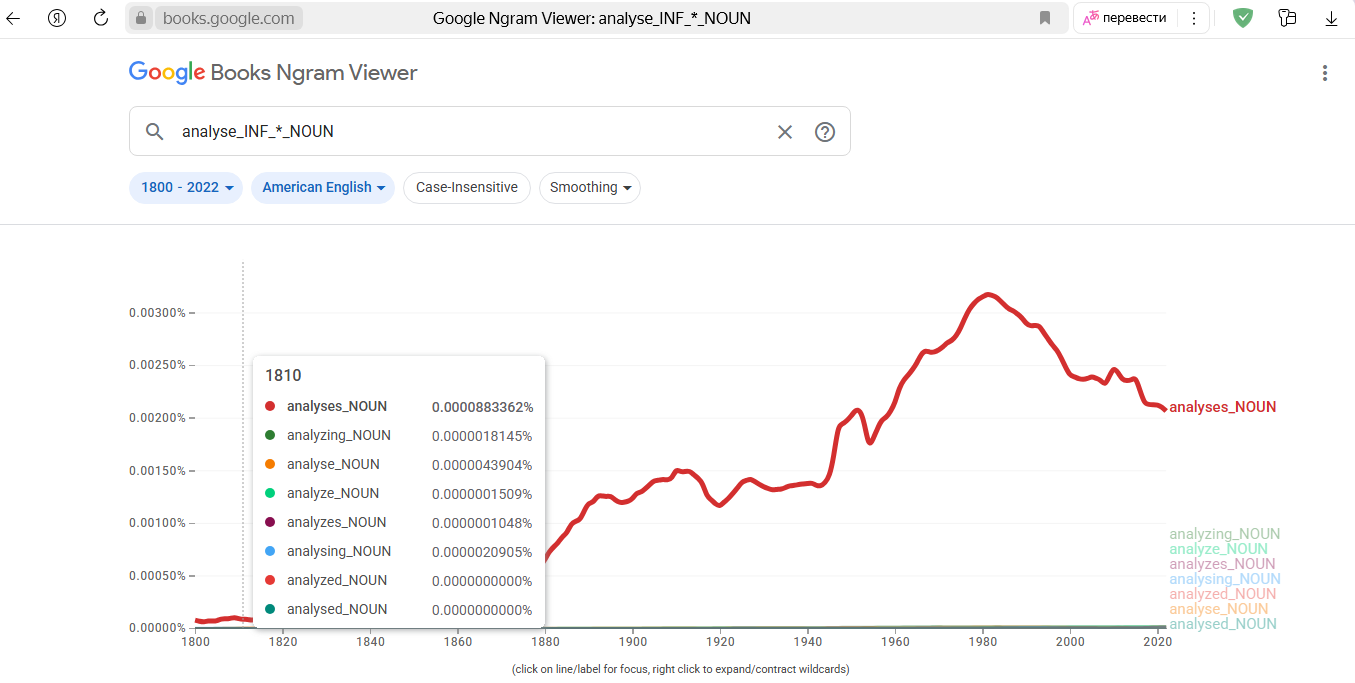 books.google.com
Google Ngram Viewer: analyse_INF_*_NOUN
перевести
Google Books Ngram Viewer
analyse_INF_*_NOUN
1800 - 2022
American English
Case-Insensitive
Smoothing
0.00300%
0.00250%
0.00200%
0.00150%
0.00100%
0.00050%
0.00000%
1810
analyses_NOUN 0.0000883362%
analyzing_NOUN 0.0000018145%
analyse_NOUN 0.0000043904%
analyze_NOUN 0.0000001509%
analyzes_NOUN 0.0000001048%
analysing_NOUN 0.0000020905%
analyzed_NOUN 0.0000000000%
analysed_NOUN 0.0000000000%
analyses_NOUN
analyzing_NOUN
analyze_NOUN
analyzes_NOUN
analysing_NOUN
analyzed_NOUN
analyse_NOUN
analysed_NOUN
1800 1820 1840 1860 1880 1900 1920 1940 1960 1980 2000 2020
(click on line/label for focus, right click to expand/contract wildcards)